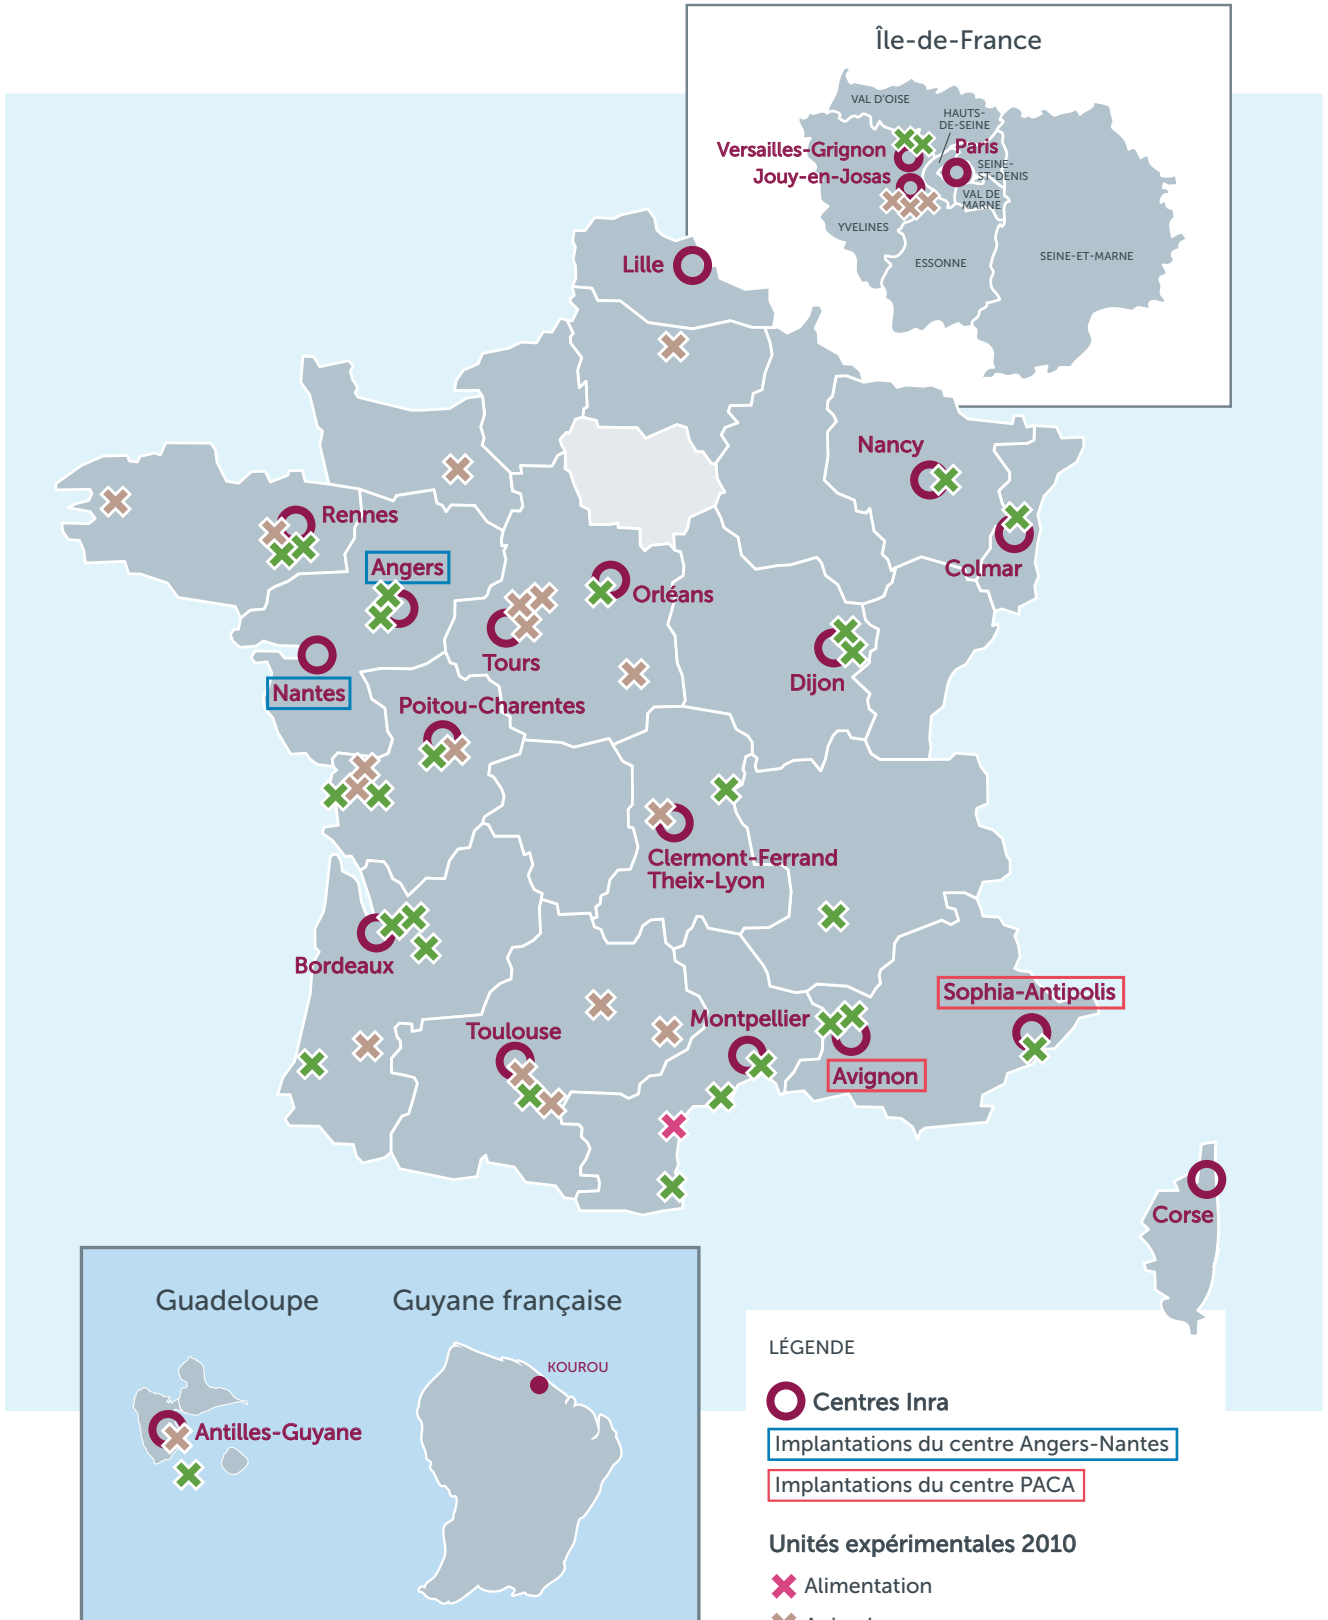 Île-de-France
VAL D'OISE
HAUTS-
DE-SEINE
Versailles-Grignon
Paris
Jouy-en-Josas
SEINE-
ST-DENIS
VAL DE
MARNE
YVELINES
ESSONNE
SEINE-ET-MARNE
Lille
Nancy
Rennes
Angers
Colmar
Orléans
Tours
Dijon
Nantes
Poitou-Charentes
Clermont-Ferrand
Theix-Lyon
Bordeaux
Sophia-Antipolis
Montpellier
Toulouse
Avignon
Corse
Guadeloupe
Guyane française
KOUROU
Antilles-Guyane
LÉGENDE
Centres Inra
Implantations du centre Angers-Nantes
Implantations du centre PACA
Unités expérimentales 2010
Alimentation